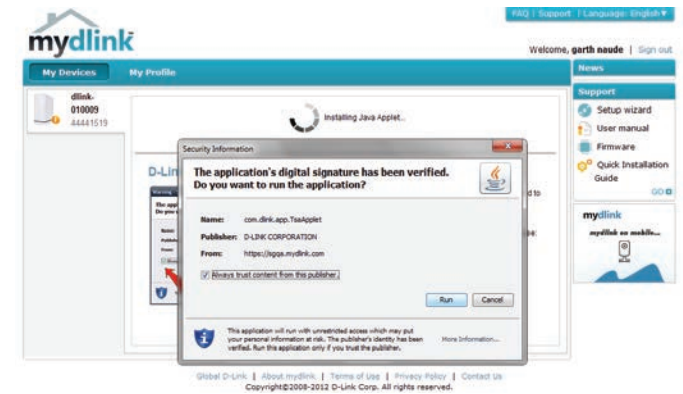 FAQ | Support | Language: English
mydlink
Welcome, garth naude | Sign out
My Devices
My Profile
News
dlink-
010009
44441519
Installing Java Applet...
Support
Setup wizard
User manual
Firmware
Quick Installation
Guide
GO
D-Lin
Security Information
The application's digital signature has been verified.
Do you want to run the application?
Name: com.dlink.app.TsaApplet
Publisher: D-LINK CORPORATION
From: https://sgqs.mydlink.com
Always trust content from this publisher.
Run
Cancel
This application will run with unrestricted access which may put
your personal information at risk. The publisher's identity has been
verified. Run this application only if you trust the publisher.
More Information...
d to
mydlink
mydlink on mobile...
Global D-Link | About mydlink | Terms of Use | Privacy Policy | Contact Us
Copyright©2008-2012 D-Link Corp. All rights reserved.